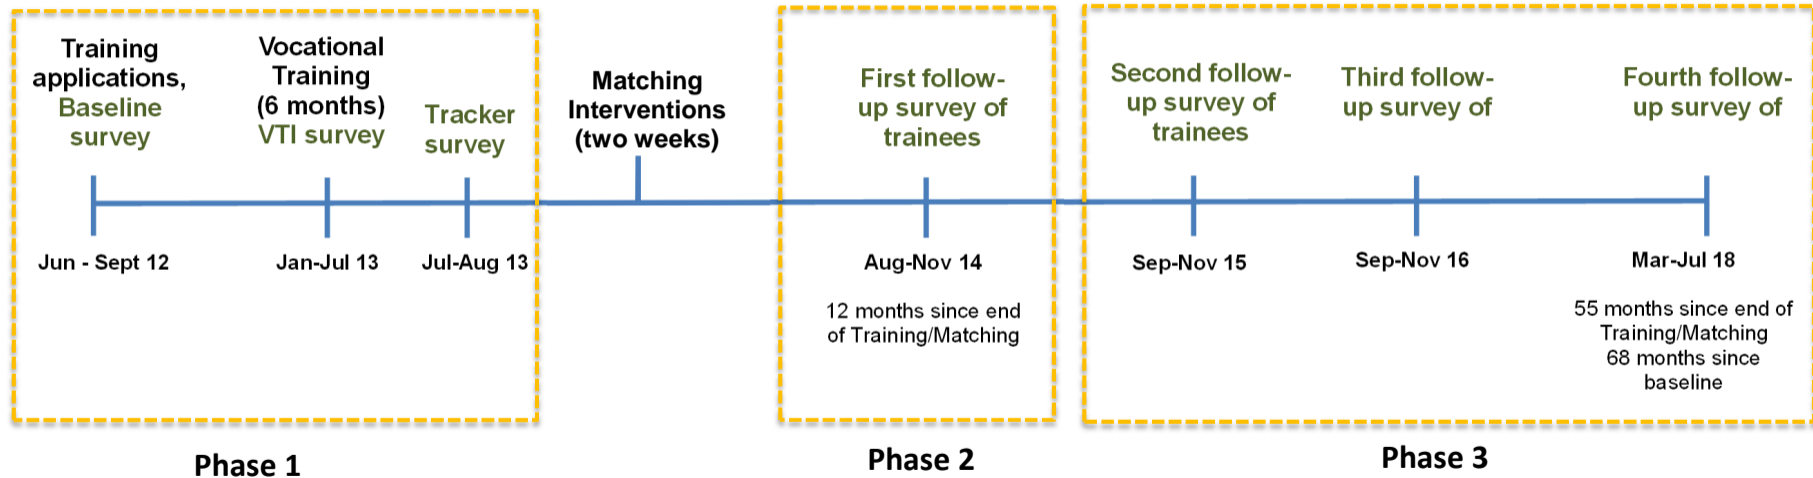 Training
applications,
Baseline
survey
Jun - Sept 12
Vocational
Training
(6 months)
VTI survey
Jan-Jul 13
Tracker
survey
Jul-Aug 13
Phase 1
Matching
Interventions
(two weeks)
First follow-
up survey of
trainees
Aug-Nov 14
12 months since end
of Training/Matching
Phase 2
Second follow-
up survey of
trainees
Sep-Nov 15
Third follow-
up survey of
Sep-Nov 16
Fourth follow-
up survey of
Mar-Jul 18
55 months since end of
Training/Matching
68 months since
baseline
Phase 3